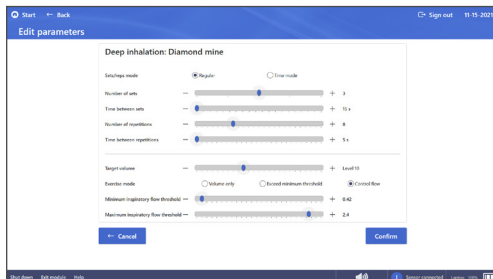 Start ← Back Sign out 11-15-2021
Edit parameters
Deep inhalation: Diamond mine
Sets/reps mode Regular Time mode
Number of sets — + 3
Time between sets — + 15 s
Number of repetitions — + 8
Time between repetitions — + 5 s
Target volume — + Level 10
Exercise mode Volume only Exceed minimum threshold Control flow
Minimum inspiratory flow threshold — + 0.42
Maximum inspiratory flow threshold — + 2.4
← Cancel Confirm
Shut down Exit module Help Sensor connected